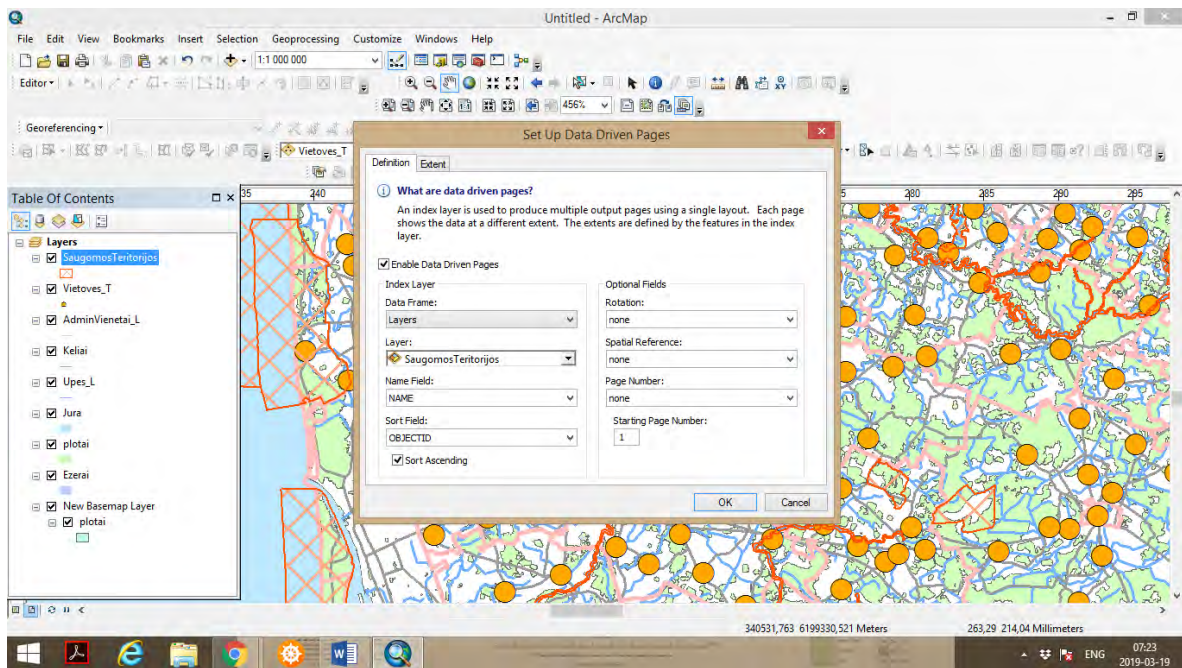 Untitled - ArcMap
File Edit View Bookmarks Insert Selection Geoprocessing Customize Windows Help
1:1 000 000
Editor
456%
Georeferencing
Vietoves_T
Set Up Data Driven Pages
Definition Extent
What are data driven pages?
An index layer is used to produce multiple output pages using a single layout. Each page
shows the data at a different extent. The extents are defined by the features in the index
layer.
Enable Data Driven Pages
Index Layer
Data Frame:
Layers
Layer:
SaugomosTeritorijos
Name Field:
NAME
Sort Field:
OBJECTID
Sort Ascending
Optional Fields
Rotation:
none
Spatial Reference:
none
Page Number:
none
Starting Page Number:
1
OK Cancel
Table Of Contents
Layers
SaugomosTeritorijos
Vietoves_T
AdminVienetai_L
Keliai
Upes_L
Jura
plotai
Ezerai
New Basemap Layer
plotai
35 240 5 280 285 290 295
340531,763 6199330,521 Meters 263,29 214,04 Millimeters
ENG 07:23
2019-03-19